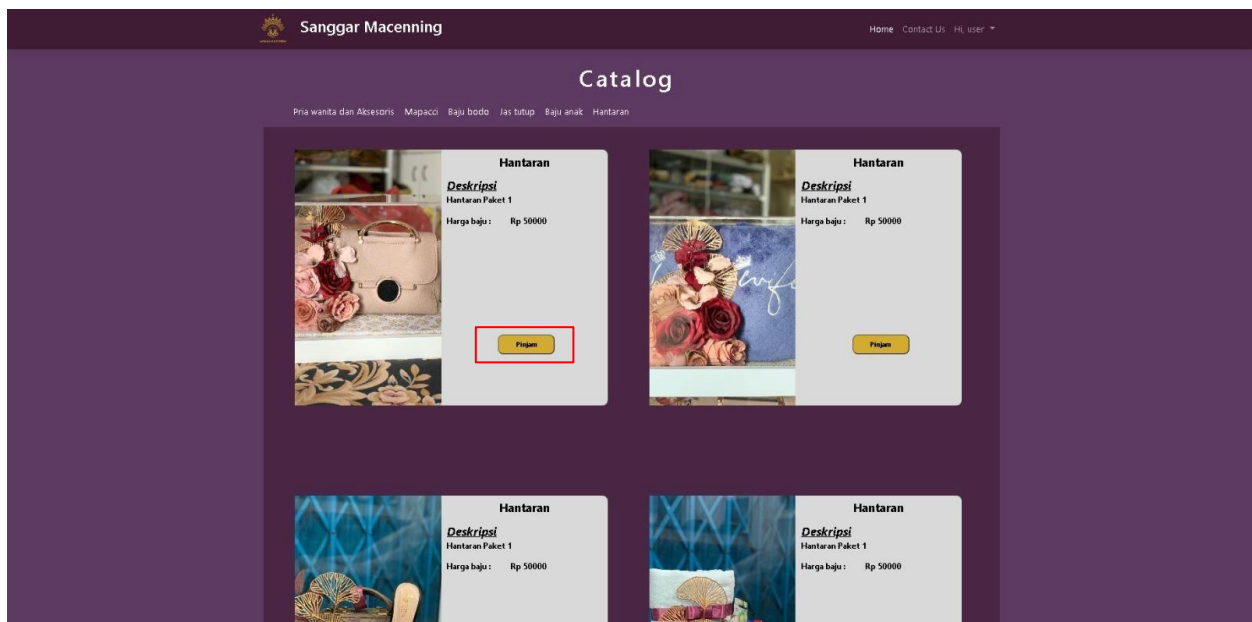 Sanggar Macenning
Home Contact Us Hi, user
Catalog
Pria wanita dan Aksesoris Mapacci Baju bodo Jas tutup Baju anak Hantaran
Hantaran
Deskripsi
Hantaran Paket 1
Harga baju : Rp 50000
Pinjam
Hantaran
Deskripsi
Hantaran Paket 1
Harga baju : Rp 50000
Pinjam
Hantaran
Deskripsi
Hantaran Paket 1
Harga baju : Rp 50000
Hantaran
Deskripsi
Hantaran Paket 1
Harga baju : Rp 50000